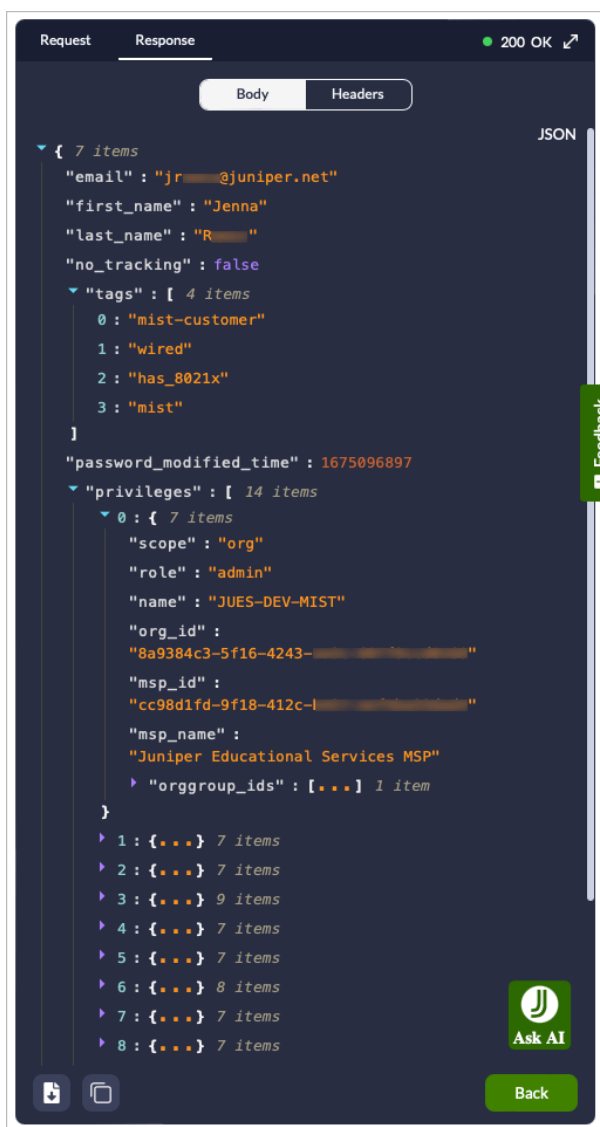 Request Response 200 OK
Body Headers
JSON
{ 7 items
"email" : "jr @juniper.net"
"first_name" : "Jenna"
"last_name" : "R "
"no_tracking" : false
"tags" : [ 4 items
0 : "mist-customer"
1 : "wired"
2 : "has_8021x"
3 : "mist"
]
"password_modified_time" : 1675096897
"privileges" : [ 14 items
0 : { 7 items
"scope" : "org"
"role" : "admin"
"name" : "JUES-DEV-MIST"
"org_id" :
"8a9384c3-5f16-4243- "
"msp_id" :
"cc98d1fd-9f18-412c- "
"msp_name" :
"Juniper Educational Services MSP"
"orggroup_ids" : [...] 1 item
}
1 : {...} 7 items
2 : {...} 7 items
3 : {...} 9 items
4 : {...} 7 items
5 : {...} 7 items
6 : {...} 8 items
7 : {...} 7 items
8 : {...} 7 items
Feedback
Ask AI
Back